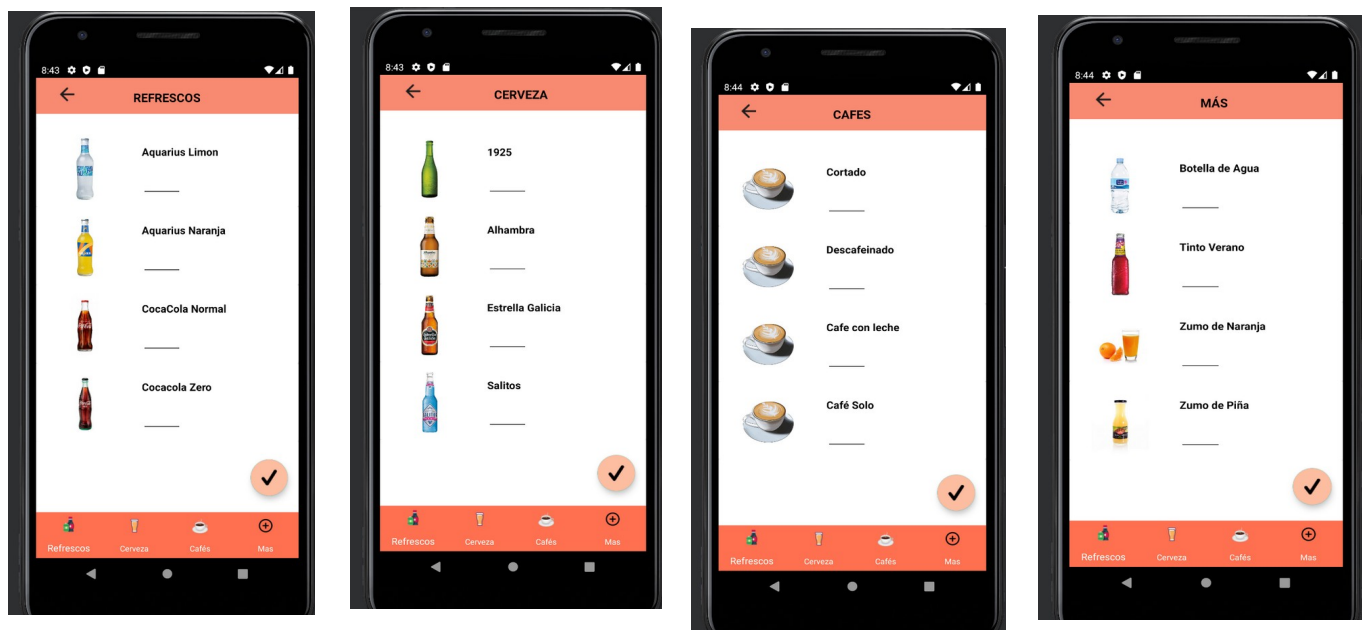 8:43
REFRESCOS
Aquarius Limon
Aquarius Naranja
CocaCola Normal
Cocacola Zero
Refrescos Cerveza Cafés Mas
8:43
CERVEZA
1925
Alhambra
Estrella Galicia
Salitos
Refrescos Cerveza Cafés Mas
8:44
CAFES
Cortado
Descafeinado
Cafe con leche
Café Solo
Refrescos Cerveza Cafés Mas
8:44
MÁS
Botella de Agua
Tinto Verano
Zumo de Naranja
Zumo de Piña
Refrescos Cerveza Cafés Mas